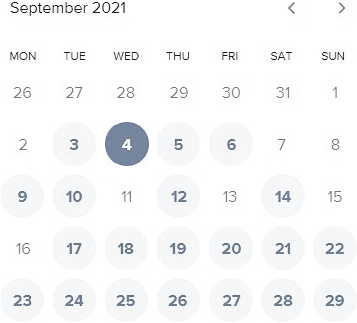 September 2021
MON TUE WED THU FRI SAT SUN
26 27 28 29 30 31 1
2 3 4 5 6 7 8
9 10 11 12 13 14 15
16 17 18 19 20 21 22
23 24 25 26 27 28 29